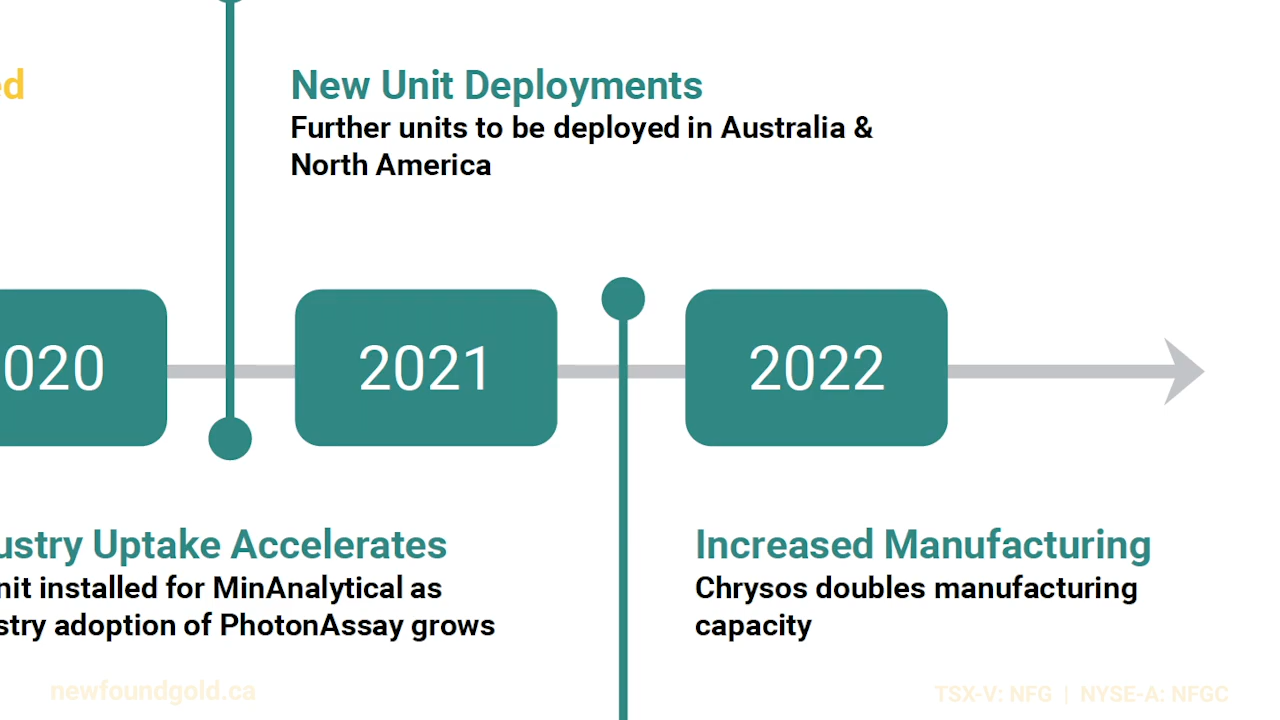 ed
New Unit Deployments
Further units to be deployed in Australia &
North America
020
2021
2022
ustry Uptake Accelerates
nit installed for MinAnalytical as
stry adoption of PhotonAssay grows
Increased Manufacturing
Chrysos doubles manufacturing
capacity
newfoundgold.ca
TSX-V: NFG | NYSE-A: NFGC